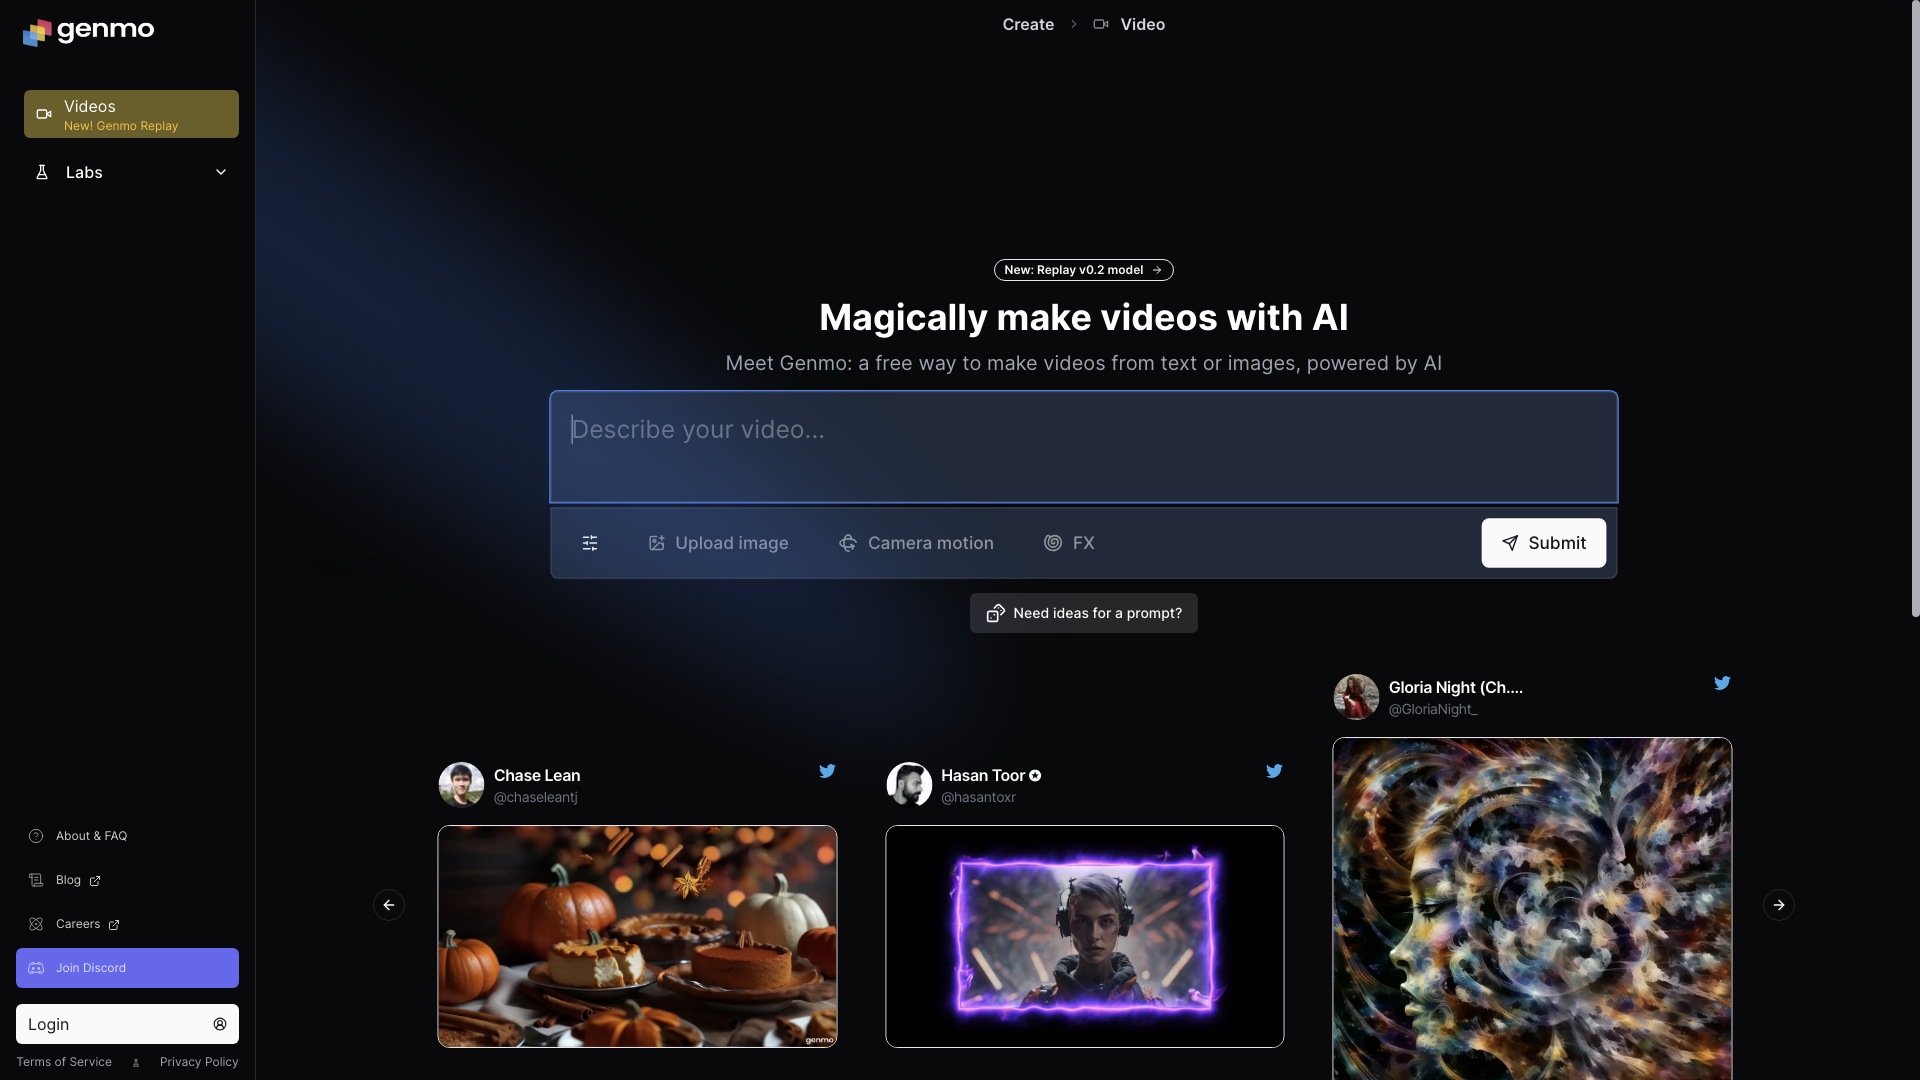 genmo
Videos
New! Genmo Replay
Labs
About & FAQ
Blog
Careers
Join Discord
Login
Terms of Service
Privacy Policy
Create
Video
New: Replay v0.2 model
Magically make videos with AI
Meet Genmo: a free way to make videos from text or images, powered by AI
Describe your video...
Upload image
Camera motion
FX
Submit
Need ideas for a prompt?
Chase Lean
@chaseleantj
genmo
Hasan Toor
@hasantoxr
Gloria Night (Ch....
@GloriaNight_